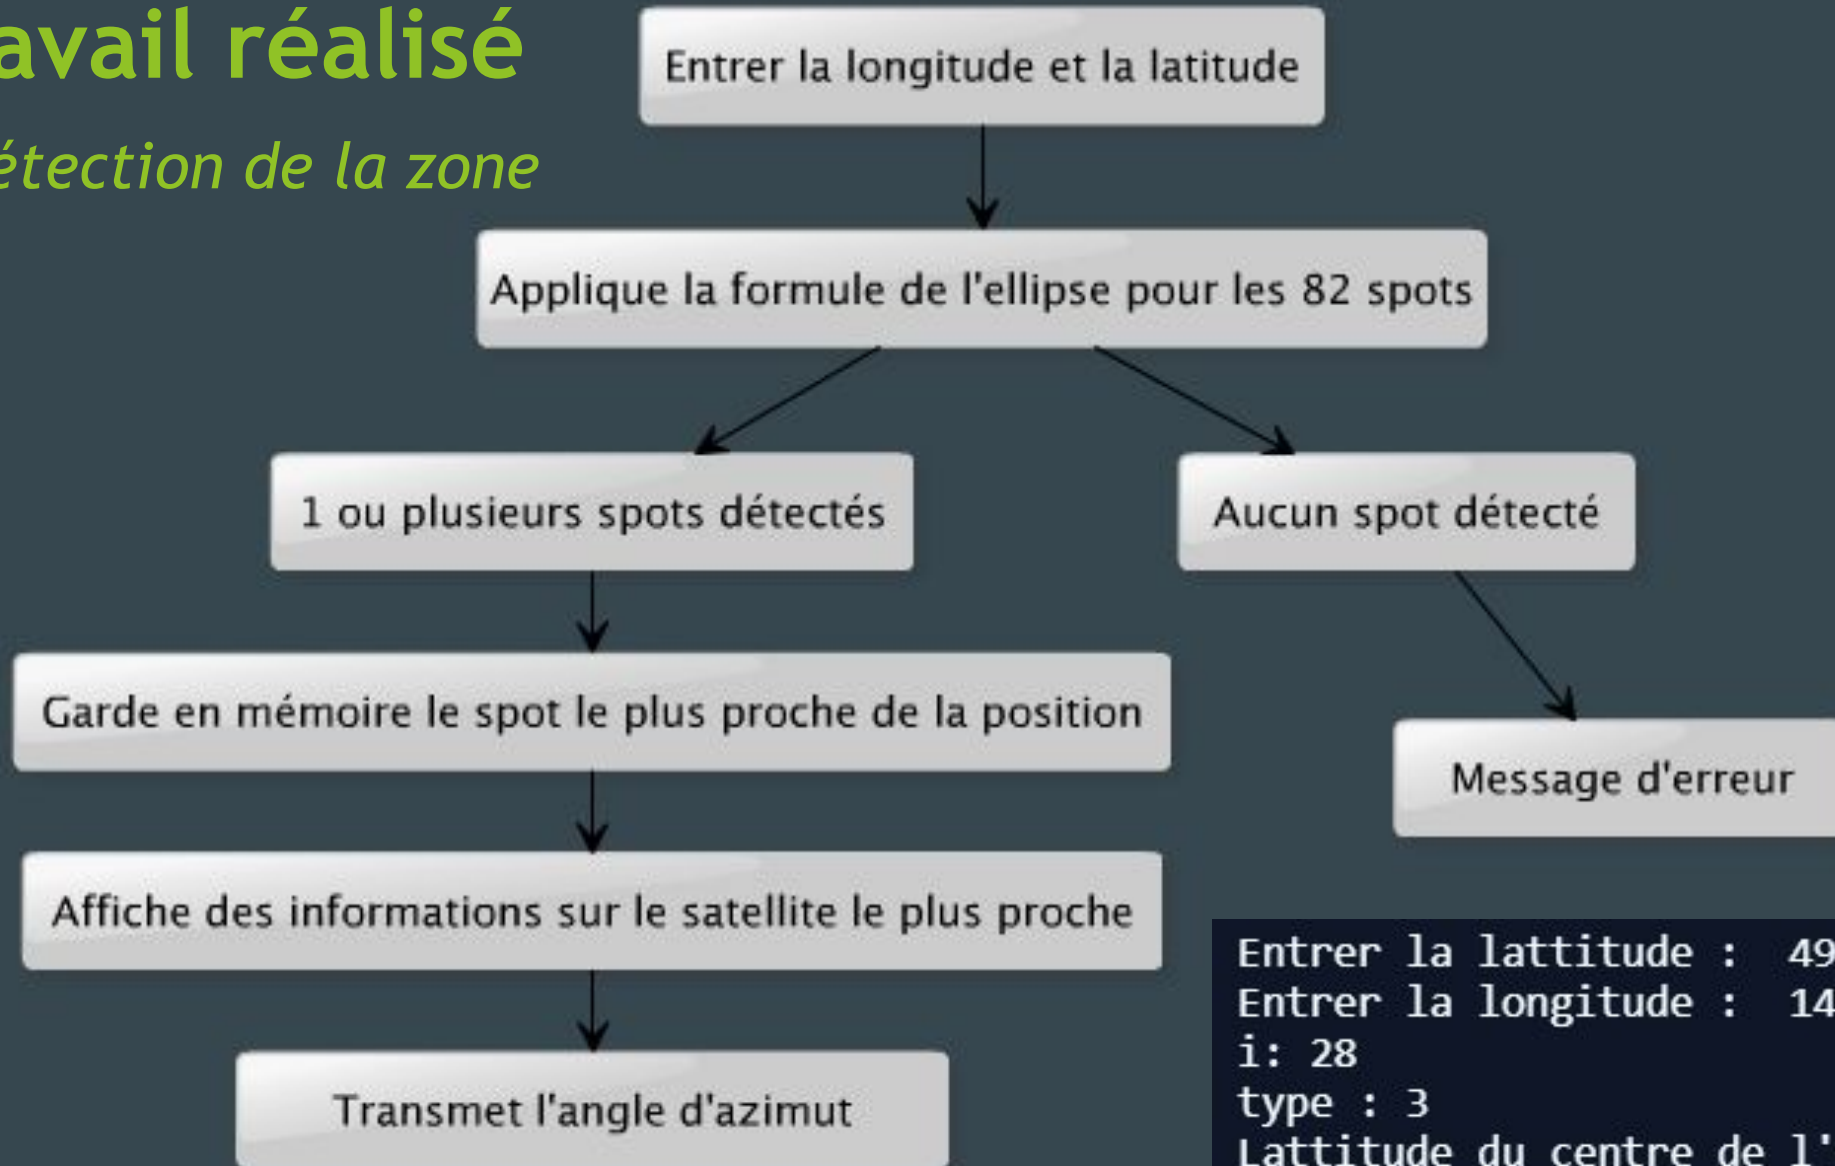 avail réalisé
étection de la zone
Entrer la longitude et la latitude
Applique la formule de l'ellipse pour les 82 spots
1 ou plusieurs spots détectés
Aucun spot détecté
Garde en mémoire le spot le plus proche de la position
Message d'erreur
Affiche des informations sur le satellite le plus proche
Transmet l'angle d'azimut
Entrer la lattitude :  49
Entrer la longitude :  14
i: 28
type : 3
Lattitude du centre de l'